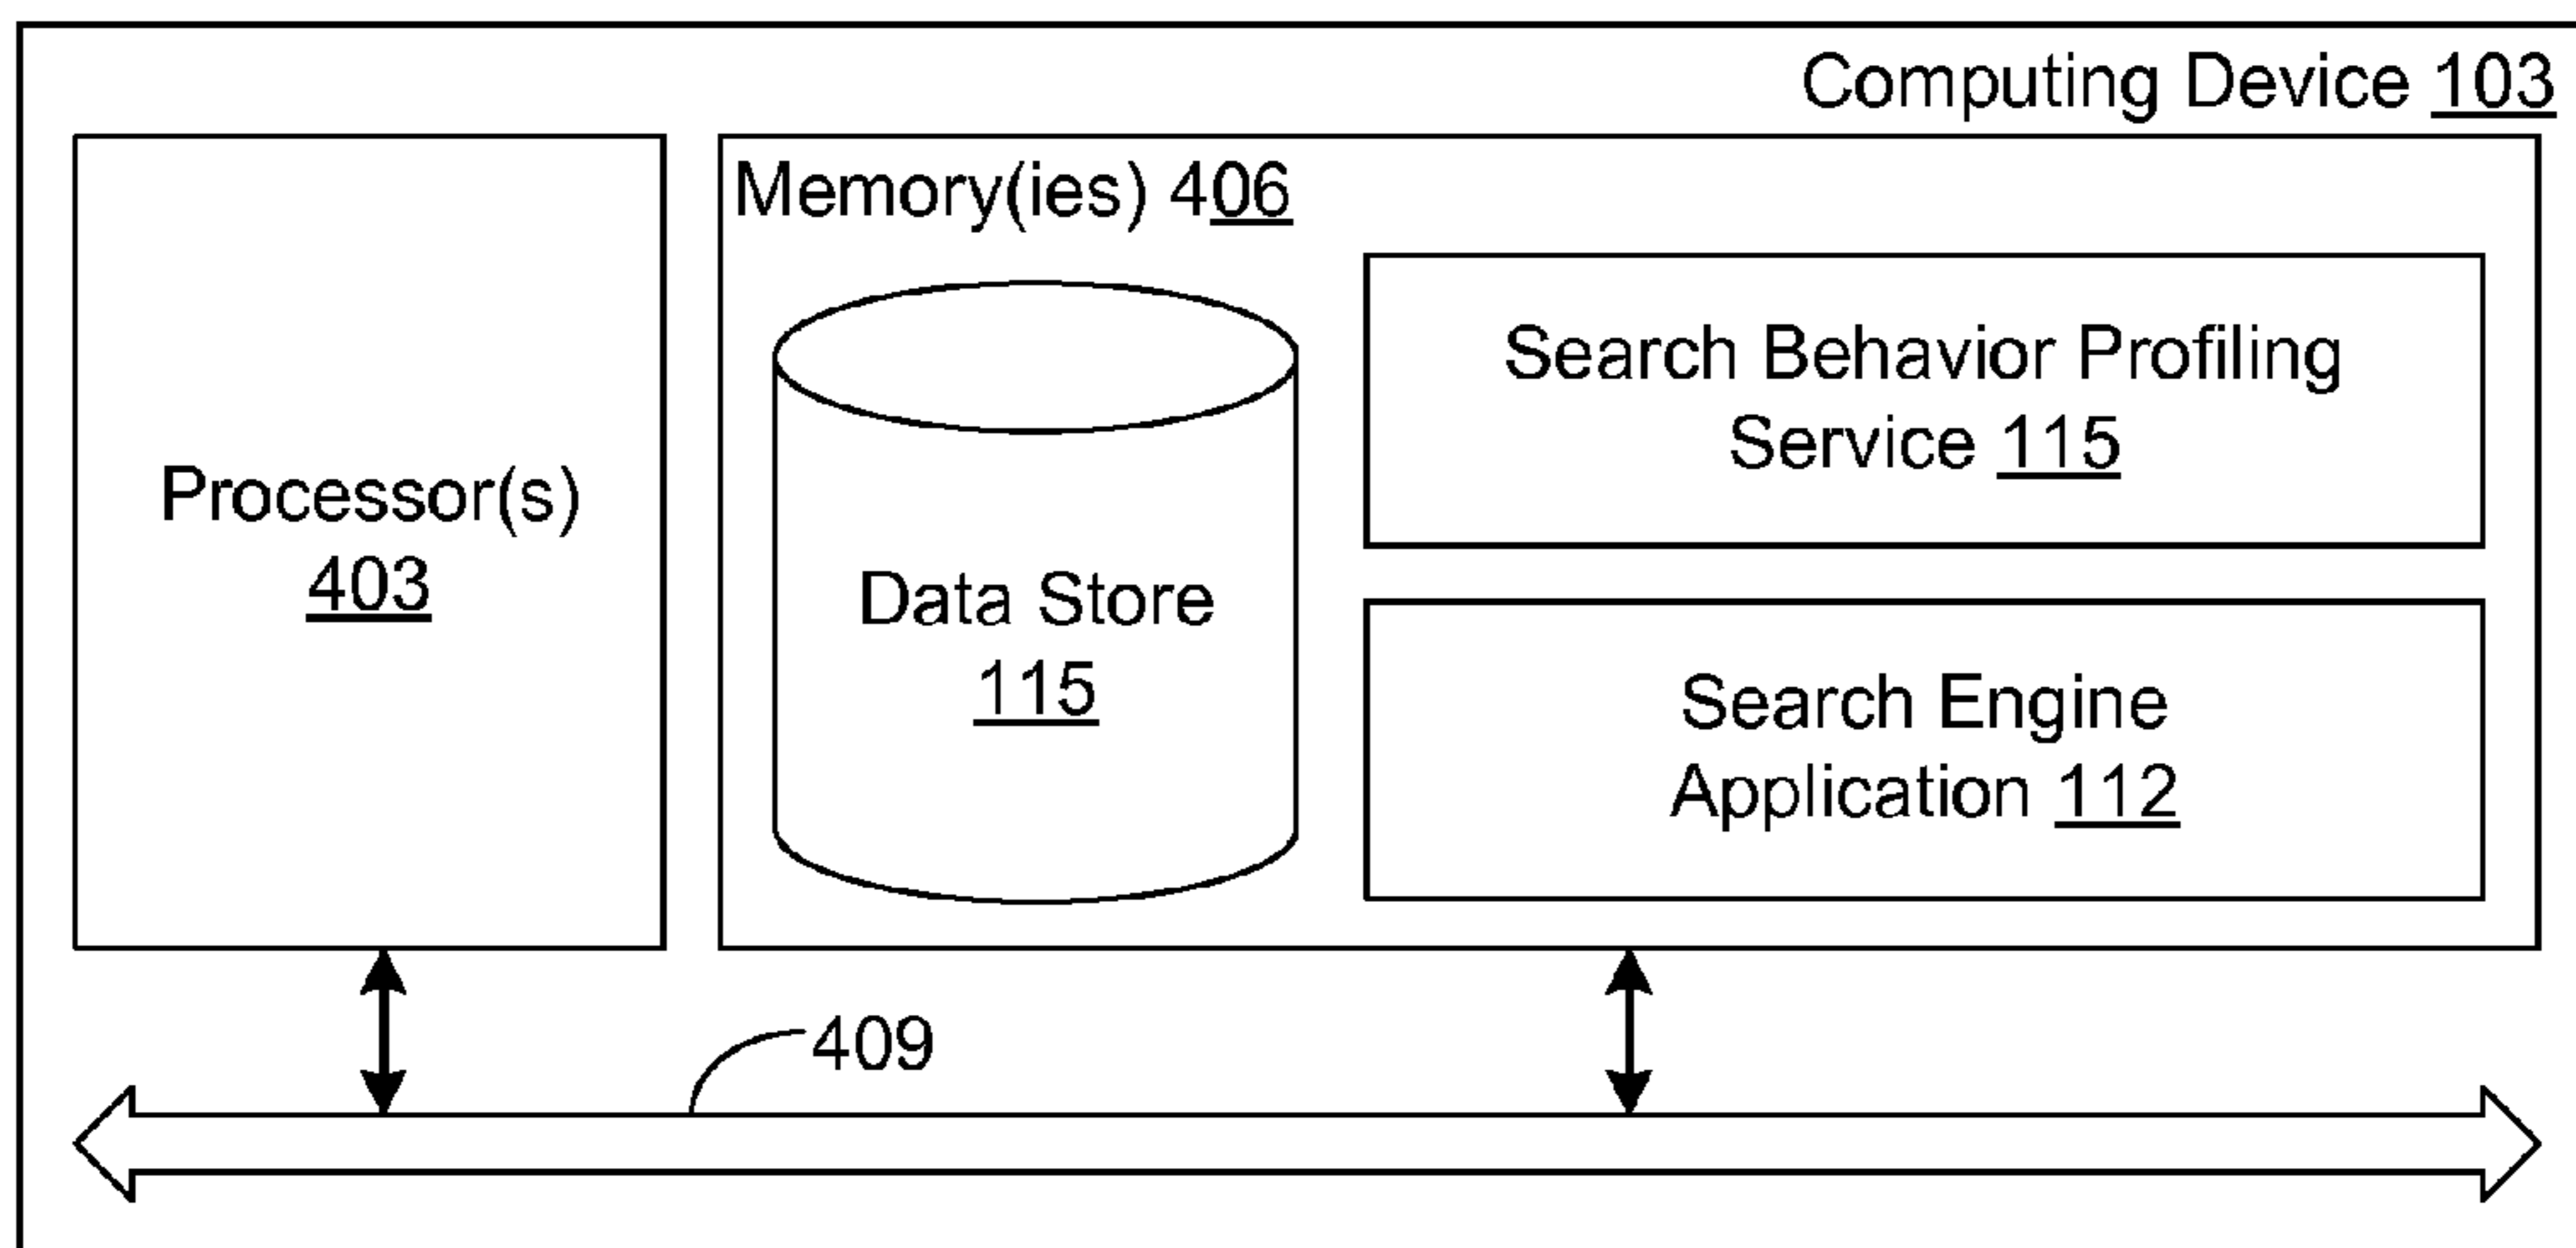 Computing Device 103
Memory(ies) 406
Processor(s)
403
Data Store
115
Search Behavior Profiling
Service 115
Search Engine
Application 112
409